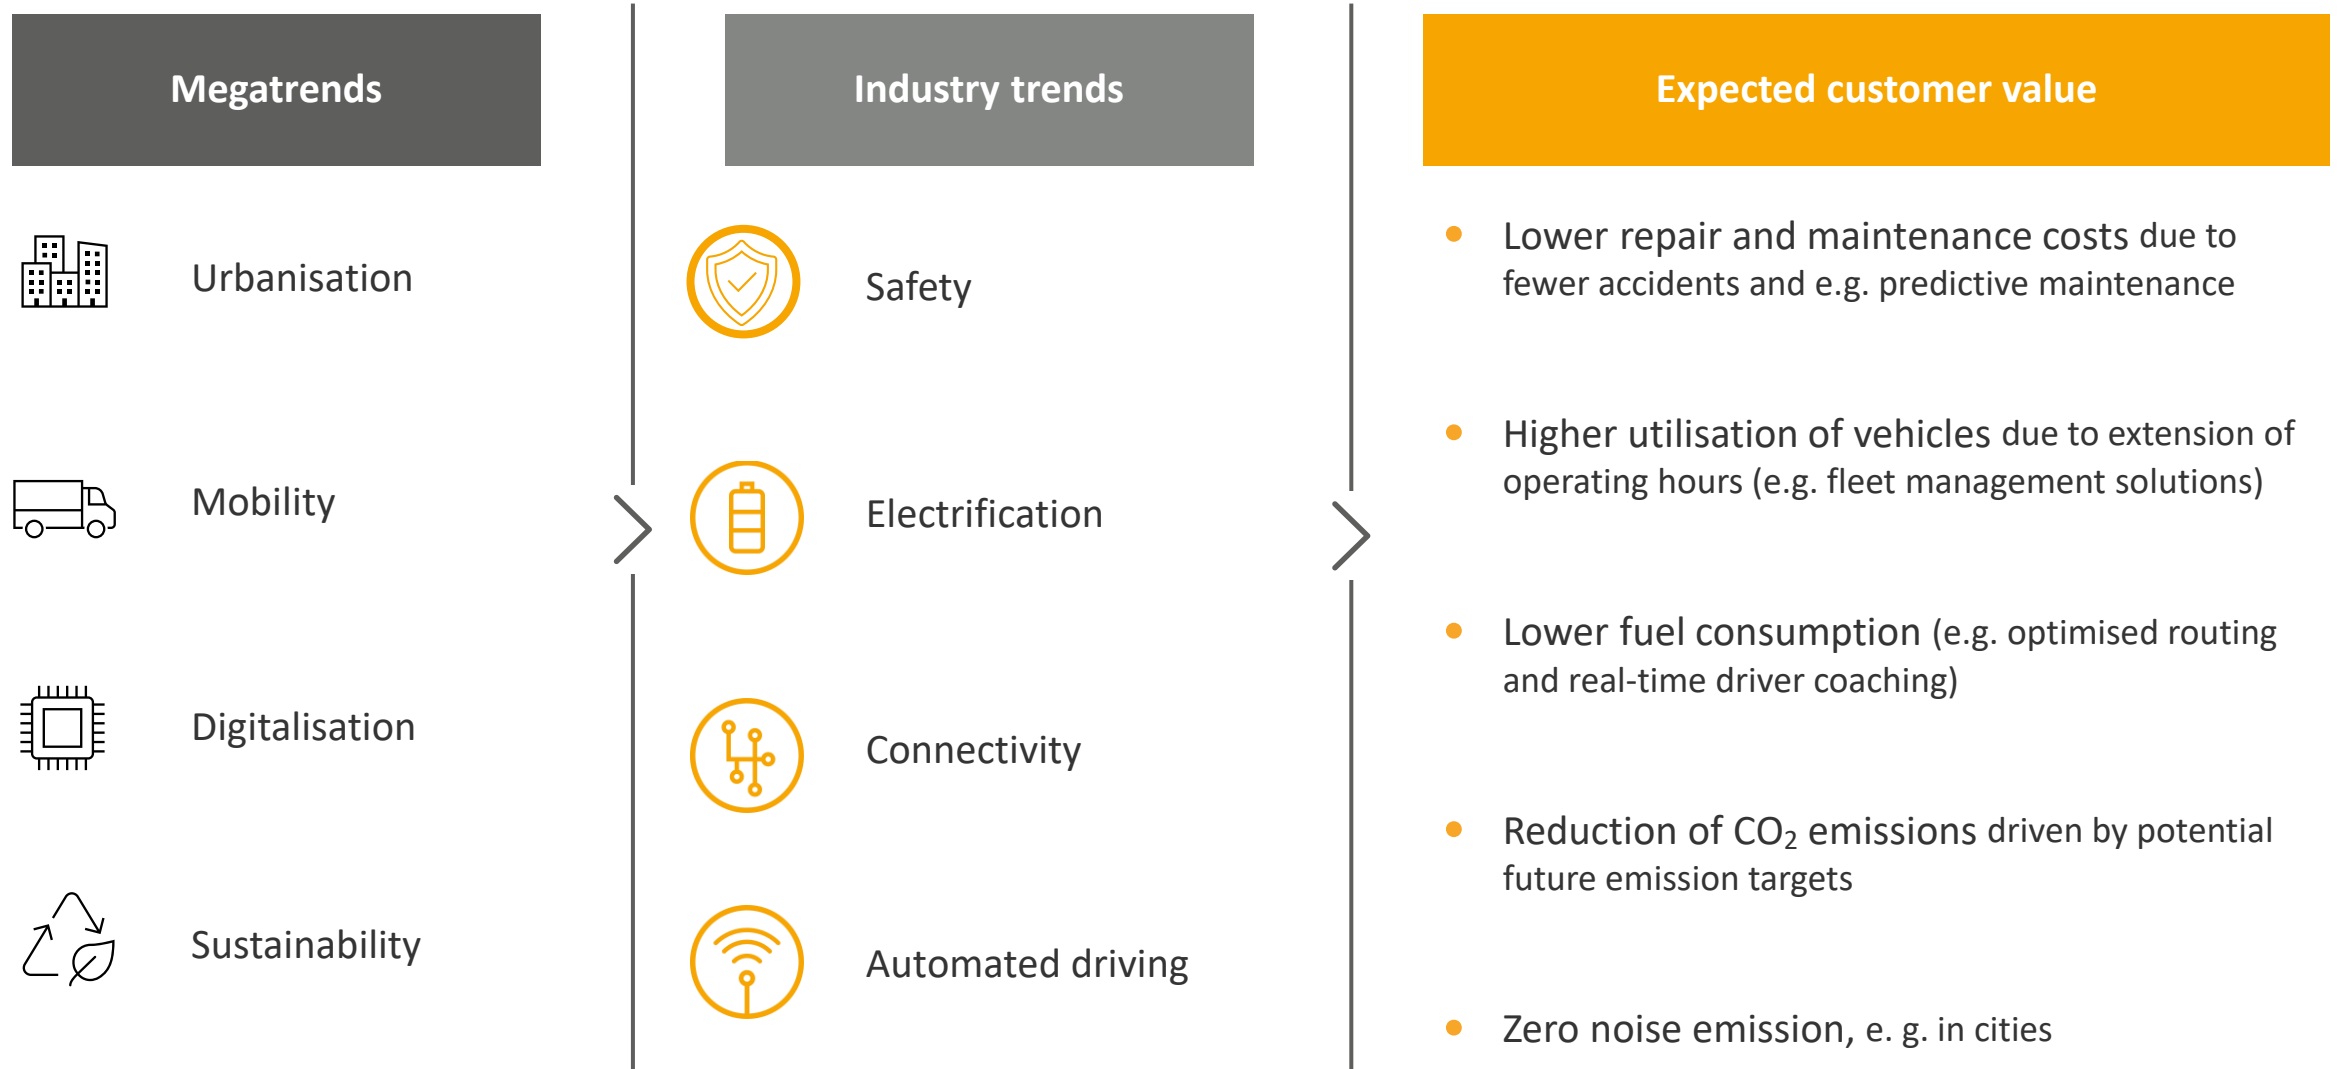 Megatrends
Urbanisation
Mobility
Digitalisation
Sustainability
Industry trends
Safety
Electrification
Connectivity
Automated driving
Expected customer value
• Lower repair and maintenance costs due to
fewer accidents and e.g. predictive maintenance
• Higher utilisation of vehicles due to extension of
operating hours (e.g. fleet management solutions)
• Lower fuel consumption (e.g. optimised routing
and real-time driver coaching)
• Reduction of CO₂ emissions driven by potential
future emission targets
• Zero noise emission, e. g. in cities